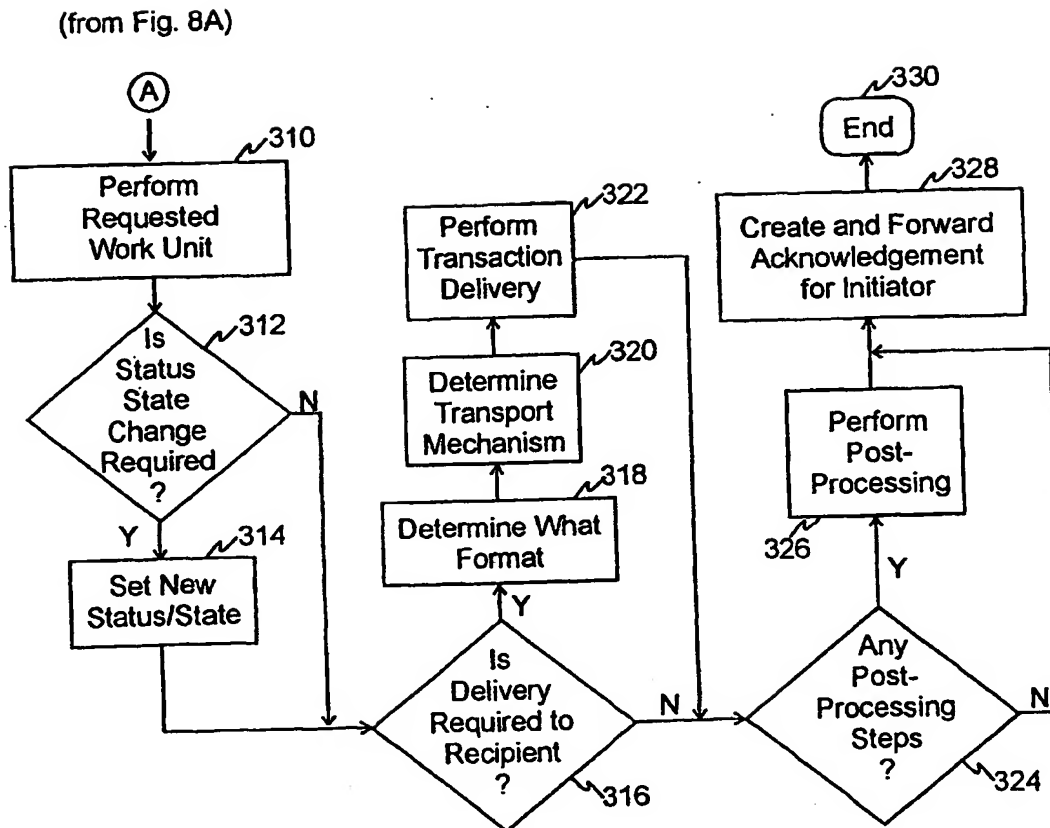 (from Fig. 8A)
A
310
Perform
Requested
Work Unit
312
Is
Status
State
Change
Required
?
N
Y
314
Set New
Status/State
322
Perform
Transaction
Delivery
320
Determine
Transport
Mechanism
318
Determine What
Format
Y
Is
Delivery
Required to
Recipient
?
N
316
330
End
328
Create and Forward
Acknowledgement
for Initiator
Perform
Post-
Processing
326
Y
Any
Post-
Processing
Steps
?
N
324